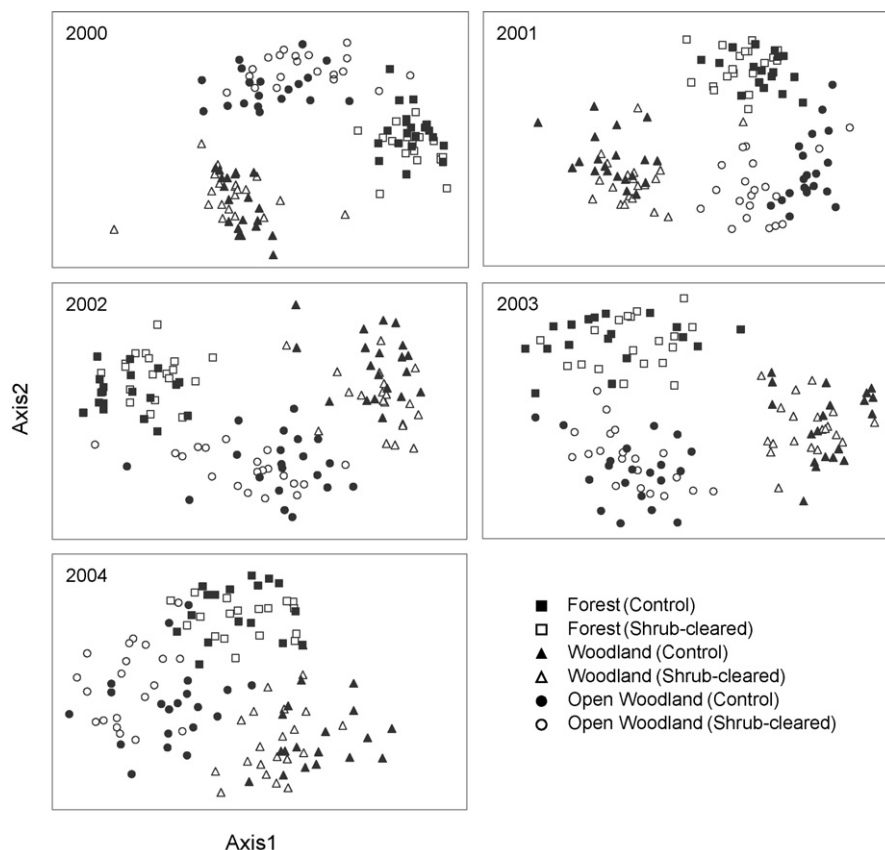 2000
2001
2002
2003
2004
Axis2
Axis1
Forest (Control)
Forest (Shrub-cleared)
Woodland (Control)
Woodland (Shrub-cleared)
Open Woodland (Control)
Open Woodland (Shrub-cleared)